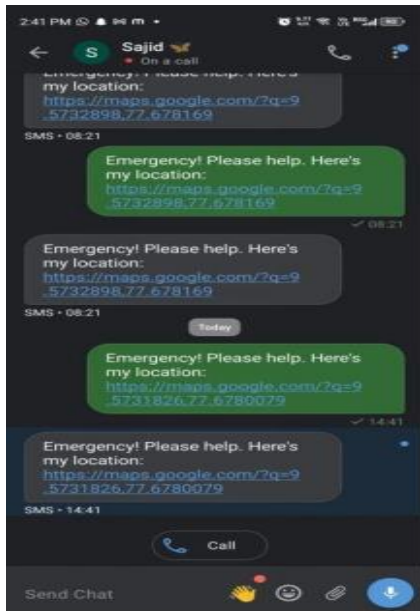 2:41 PM
S
Sajid
On a call
Emergency! Please help. Here's
my location:
https://maps.google.com/?q=9
.5732898,77.678169
SMS • 08:21
Emergency! Please help. Here's
my location:
https://maps.google.com/?q=9
.5732898,77.678169
08:21
Emergency! Please help. Here's
my location:
https://maps.google.com/?q=9
.5732898,77.678169
SMS • 08:21
Today
Emergency! Please help. Here's
my location:
https://maps.google.com/?q=9
.5731826,77.6780079
14:41
Emergency! Please help. Here's
my location:
https://maps.google.com/?q=9
.5731826,77.6780079
SMS • 14:41
Call
Send Chat